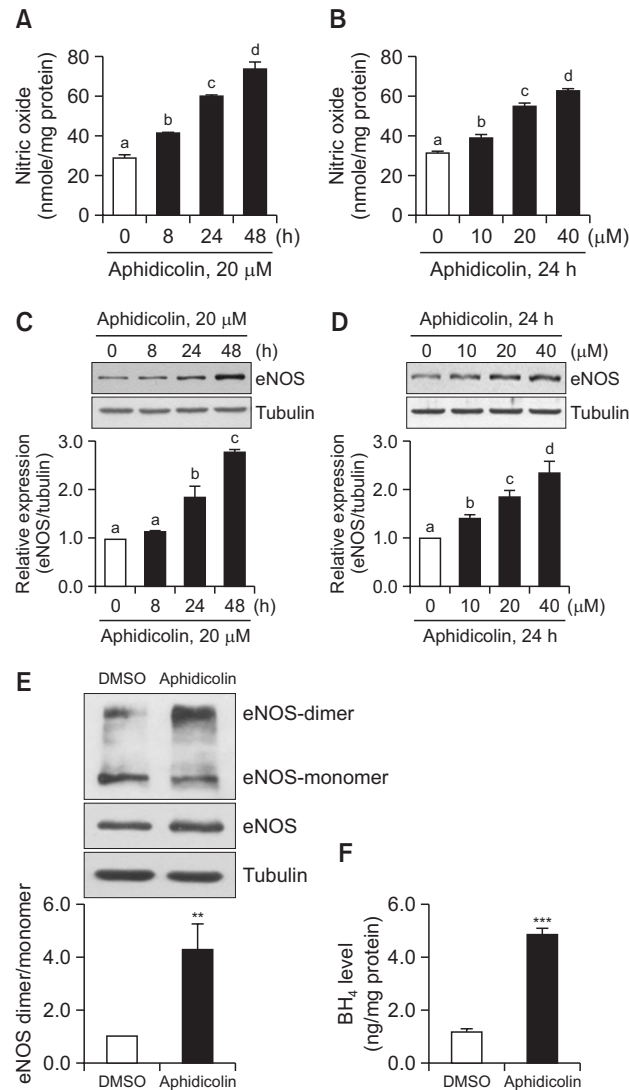 A
Nitric oxide
(nmole/mg protein)
80
60
40
20
0
a
b
c
d
0 8 24 48 (h)
Aphidicolin, 20 μM
B
Nitric oxide
(nmole/mg protein)
80
60
40
20
0
a
b
c
d
0 10 20 40 (μM)
Aphidicolin, 24 h
C
Aphidicolin, 20 μM
0 8 24 48 (h)
eNOS
Tubulin
Relative expression
(eNOS/tubulin)
3.0
2.0
1.0
0.0
a
a
b
c
0 8 24 48 (h)
Aphidicolin, 20 μM
D
Aphidicolin, 24 h
0 10 20 40 (μM)
eNOS
Tubulin
Relative expression
(eNOS/tubulin)
3.0
2.0
1.0
0.0
a
b
c
d
0 10 20 40 (μM)
Aphidicolin, 24 h
E
DMSO Aphidicolin
eNOS-dimer
eNOS-monomer
eNOS
Tubulin
eNOS dimer/monomer
6.0
4.0
2.0
0.0
**
DMSO Aphidicolin
F
BH4 level
(ng/mg protein)
6.0
4.0
2.0
0.0
***
DMSO Aphidicolin